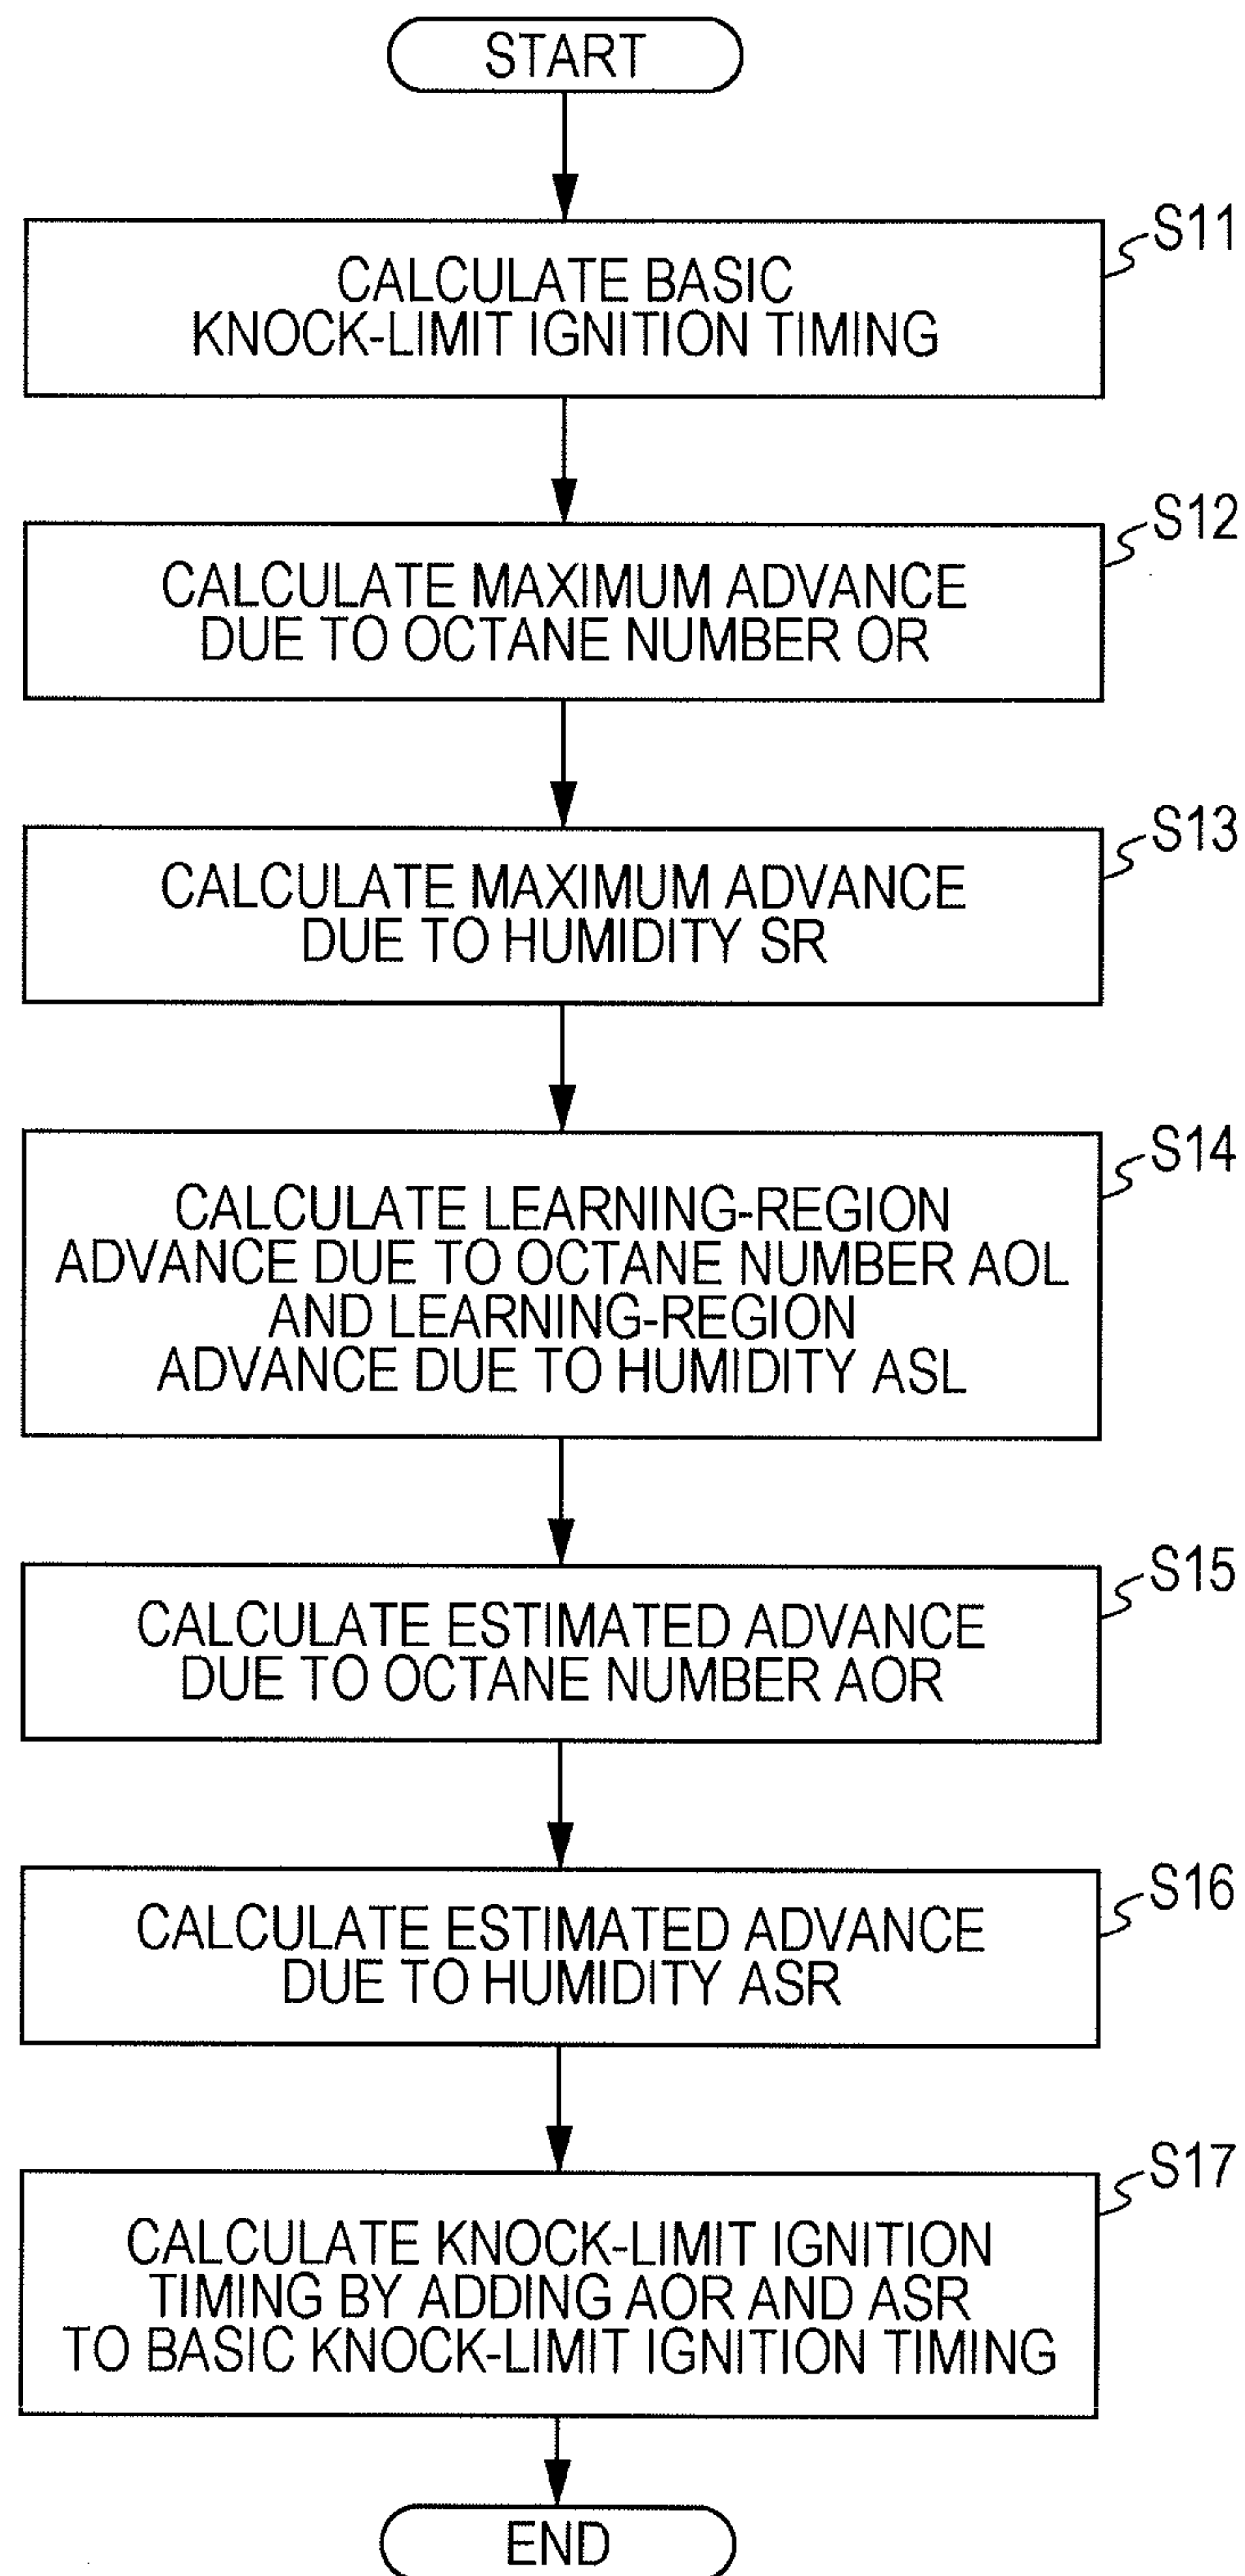 START
S11
CALCULATE BASIC
KNOCK-LIMIT IGNITION TIMING
S12
CALCULATE MAXIMUM ADVANCE
DUE TO OCTANE NUMBER OR
S13
CALCULATE MAXIMUM ADVANCE
DUE TO HUMIDITY SR
S14
CALCULATE LEARNING-REGION
ADVANCE DUE TO OCTANE NUMBER AOL
AND LEARNING-REGION
ADVANCE DUE TO HUMIDITY ASL
S15
CALCULATE ESTIMATED ADVANCE
DUE TO OCTANE NUMBER AOR
S16
CALCULATE ESTIMATED ADVANCE
DUE TO HUMIDITY ASR
S17
CALCULATE KNOCK-LIMIT IGNITION
TIMING BY ADDING AOR AND ASR
TO BASIC KNOCK-LIMIT IGNITION TIMING
END